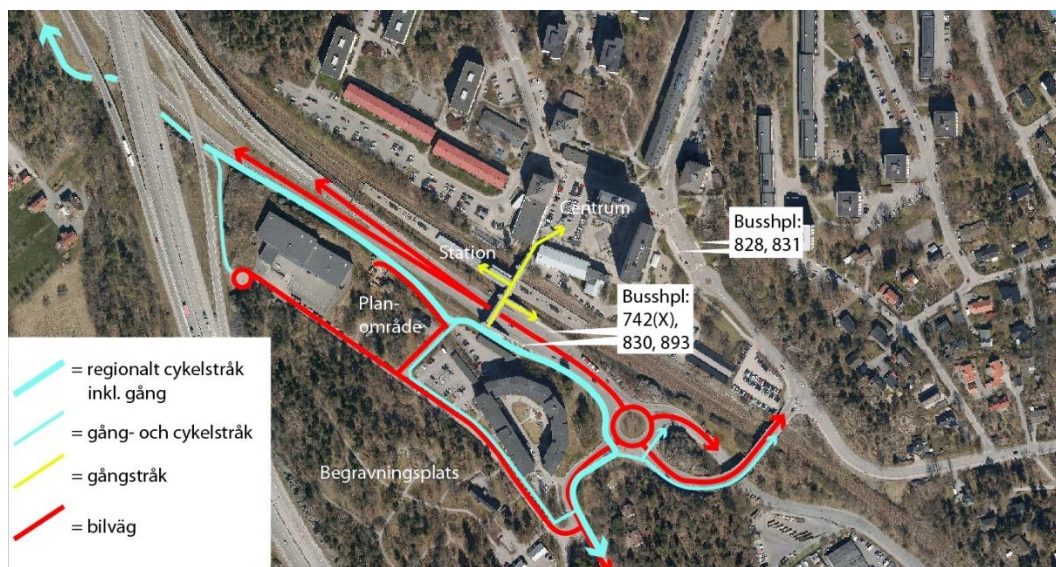 Centrum
Busshpl:
828, 831
Station
Busshpl:
742(X),
830, 893
Plan-
område
= regionalt cykelstråk
inkl. gång
= gång- och cykelstråk
= gångstråk
= bilväg
Begravningsplats